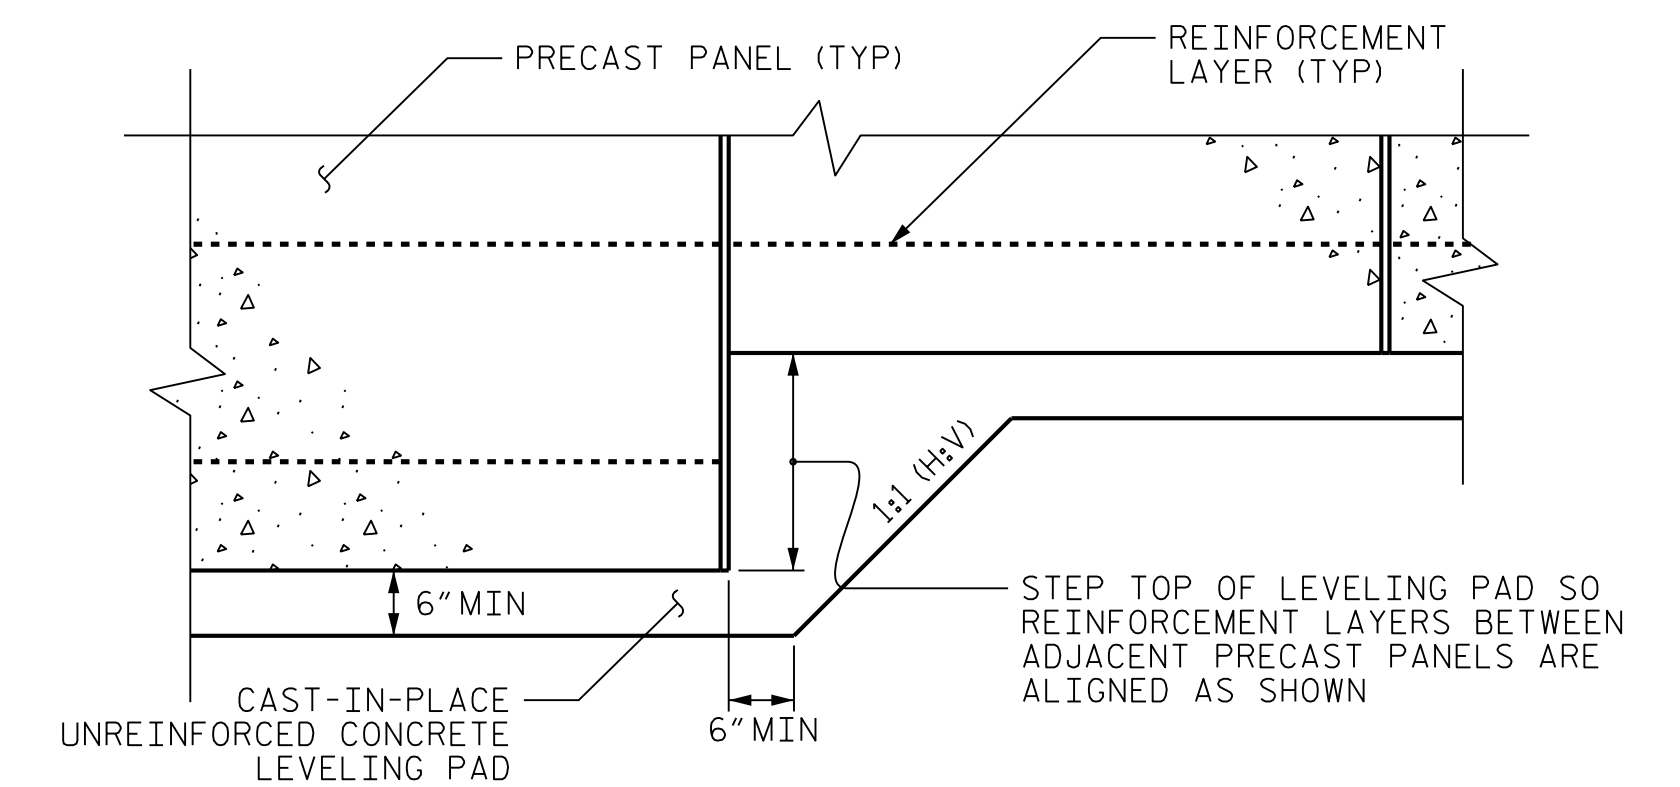 PRECAST PANEL (TYP)
REINFORCEMENT
LAYER (TYP)
1:1 (H:V)
6"MIN
STEP TOP OF LEVELING PAD SO
REINFORCEMENT LAYERS BETWEEN
ADJACENT PRECAST PANELS ARE
ALIGNED AS SHOWN
CAST-IN-PLACE
UNREINFORCED CONCRETE
LEVELING PAD
6"MIN